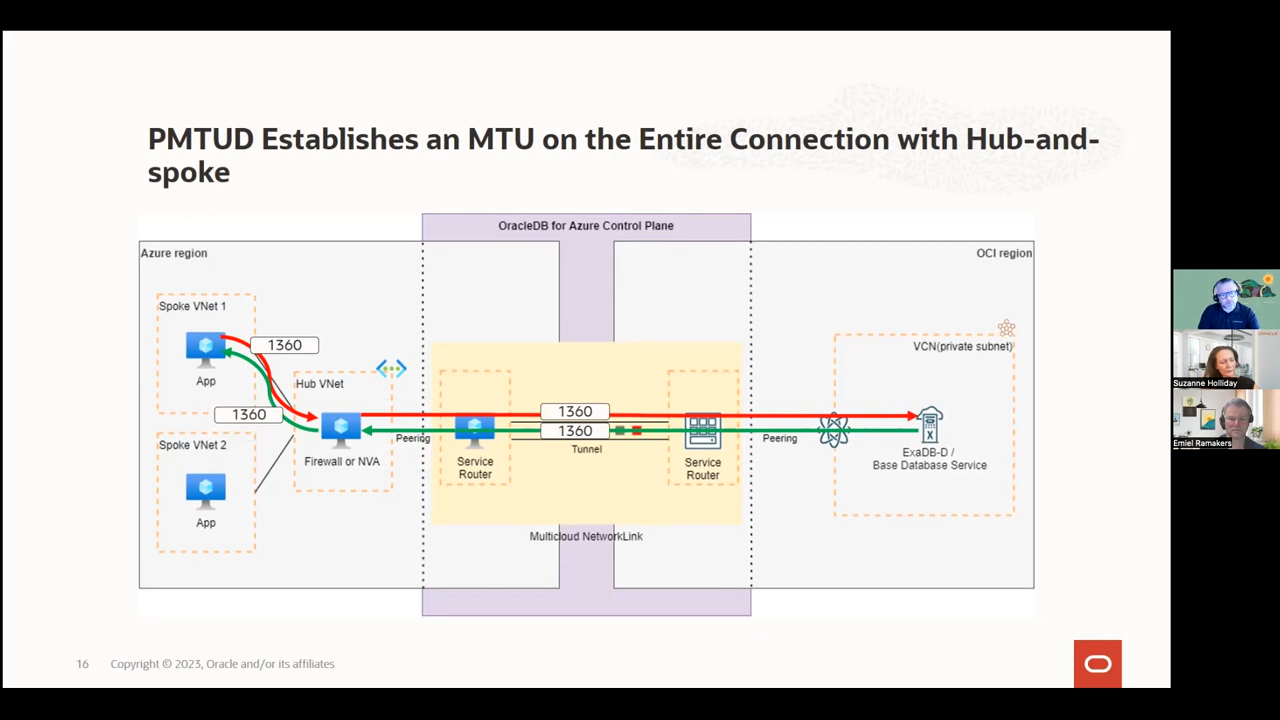 PMTUD Establishes an MTU on the Entire Connection with Hub-and-
spoke
OracleDB for Azure Control Plane
Azure region
OCI region
Spoke VNet 1
1360
VCN(private subnet)
App
Hub VNet
1360
1360
1360
Peering
Peering
Tunnel
Spoke VNet 2
Firewall or NVA
Service
Router
Service
Router
ExaDB-D /
Base Database Service
X
App
Multicloud NetworkLink
16
Copyright © 2023, Oracle and/or its affiliates
Suzanne Holliday
Emiel Ramakers